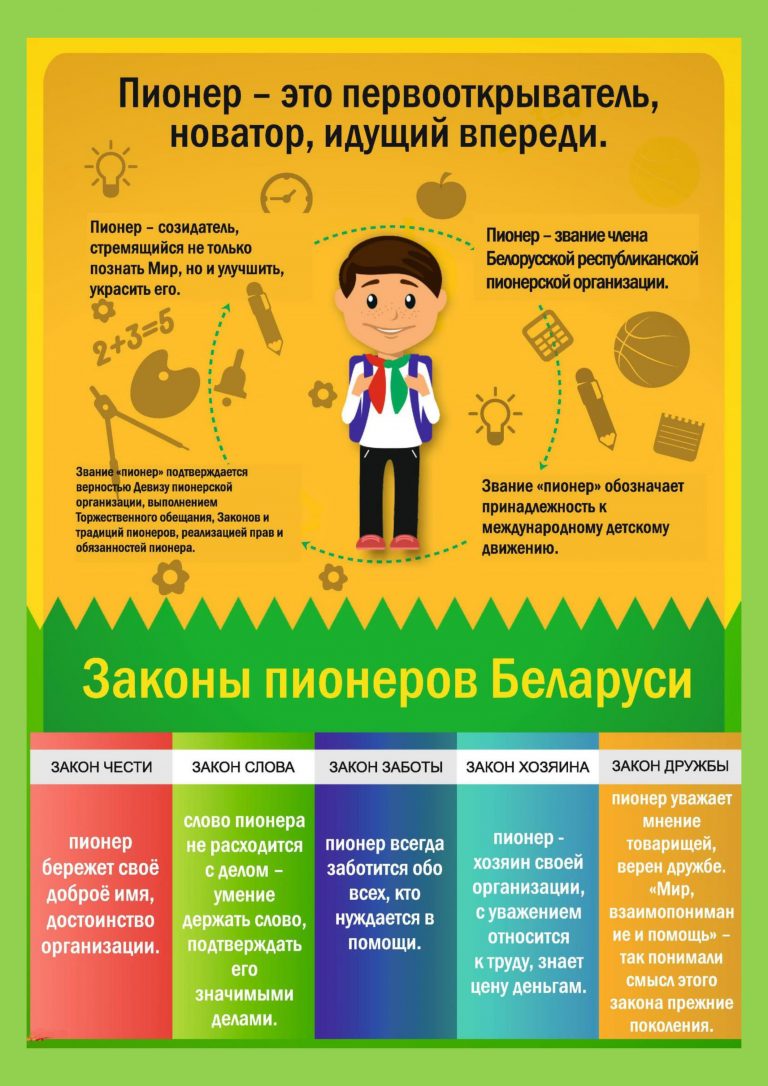 Пионер – это первооткрыватель,
новатор, идущий впереди.
Пионер – созидатель,
стремящийся не только
познать Мир, но и улучшить,
украсить его.
Пионер – звание члена
Белорусской республиканской
пионерской организации.
2+3=5
Звание «пионер» подтверждается
верностью Девизу пионерской
организации, выполнением
Торжественного обещания, Законов и
традиций пионеров, реализацией прав и
обязанностей пионера.
Звание «пионер» обозначает
принадлежность к
международному детскому
движению.
Законы пионеров Беларуси
ЗАКОН ЧЕСТИ
пионер
бережет своё
доброё имя,
достоинство
организации.
ЗАКОН СЛОВА
слово пионера
не расходится
с делом –
умение
держать слово,
подтверждать
его
значимыми
делами.
ЗАКОН ЗАБОТЫ
пионер всегда
заботится обо
всех, кто
нуждается в
помощи.
ЗАКОН ХОЗЯИНА
пионер -
хозяин своей
организации,
с уважением
относится
к труду, знает
цену деньгам.
ЗАКОН ДРУЖБЫ
пионер уважает
мнение
товарищей,
верен дружбе.
«Мир,
взаимопониман
ие и помощь» –
так понимали
смысл этого
закона прежние
поколения.